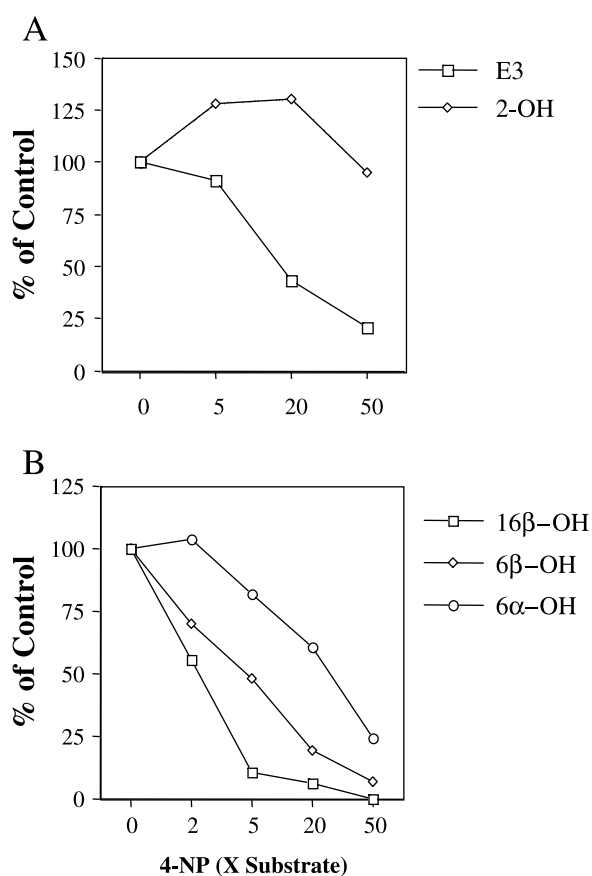 A
150
125
100
75
50
25
0
% of Control
0 5 20 50
E3
2-OH
B
125
100
75
50
25
0
% of Control
0 2 5 20 50
4-NP (X Substrate)
16β-OH
6β-OH
6α-OH